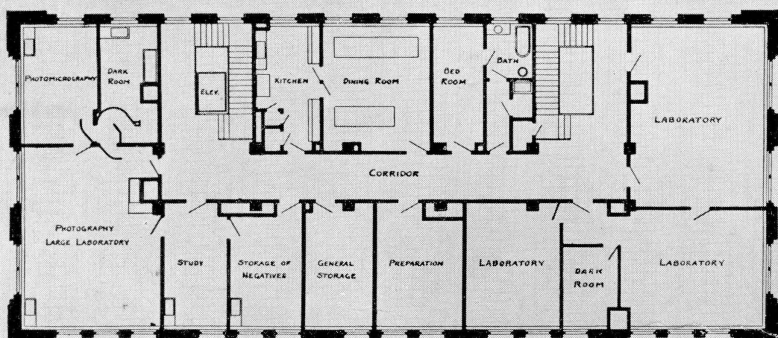 PHOTOMICROGRAPHY
DARK
ROOM
ELEV.
KITCHEN
DINING ROOM
BED
ROOM
BATH
LABORATORY
CORRIDOR
PHOTOGRAPHY
LARGE LABORATORY
STUDY
STORAGE OF
NEGATIVES
GENERAL
STORAGE
PREPARATION
LABORATORY
DARK
ROOM
LABORATORY